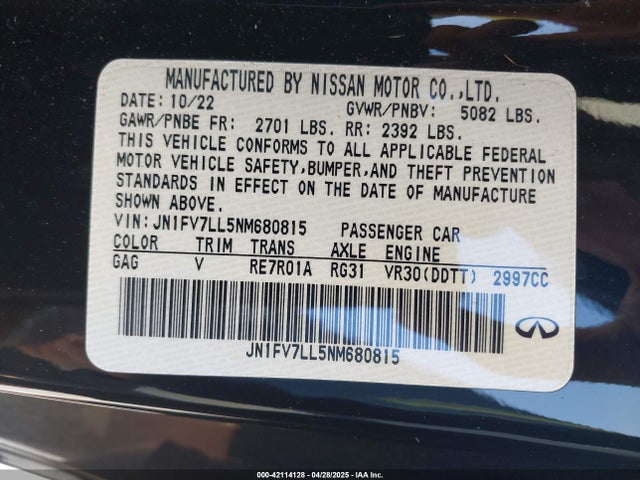 MANUFACTURED BY NISSAN MOTOR CO.,LTD.
DATE: 10/22 GVWR/PNBV: 5082 LBS.
GAWR/PNBE FR: 2701 LBS. RR: 2392 LBS.
THIS VEHICLE CONFORMS TO ALL APPLICABLE FEDERAL
MOTOR VEHICLE SAFETY,BUMPER,AND THEFT PREVENTION
STANDARDS IN EFFECT ON THE DATE OF MANUFACTURE
SHOWN ABOVE.
VIN:JN1FV7LL5NM680815 PASSENGER CAR
COLOR TRIM TRANS AXLE ENGINE
GAG V RE7R01A RG31 VR30(DDTT) 2997CC
JN1FV7LL5NM680815
000-42114128 - 04/28/2025 - IAA Inc.